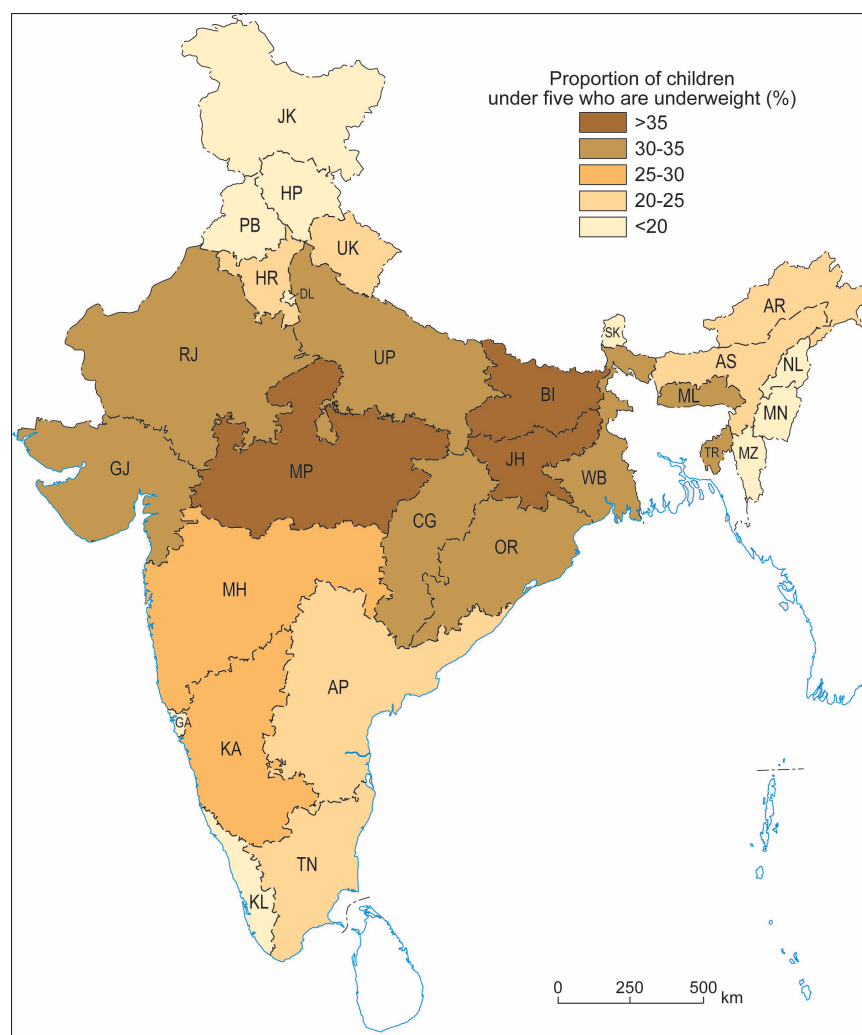 Proportion of children
under five who are underweight (%)
>35
30-35
25-30
20-25
<20
JK
HP
PB
UK
HR
DL
RJ
UP
SK
AR
AS
NL
ML
MN
BI
TR
MZ
GJ
MP
JH
WB
CG
OR
MH
AP
GA
KA
TN
KL
0 250 500 km